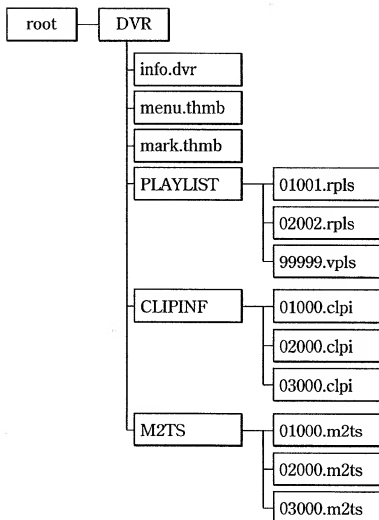 root
DVR
info.dvr
menu.thmb
mark.thmb
PLAYLIST
01001.rpls
02002.rpls
99999.vpls
CLIPINF
01000.clpi
02000.clpi
03000.clpi
M2TS
01000.m2ts
02000.m2ts
03000.m2ts